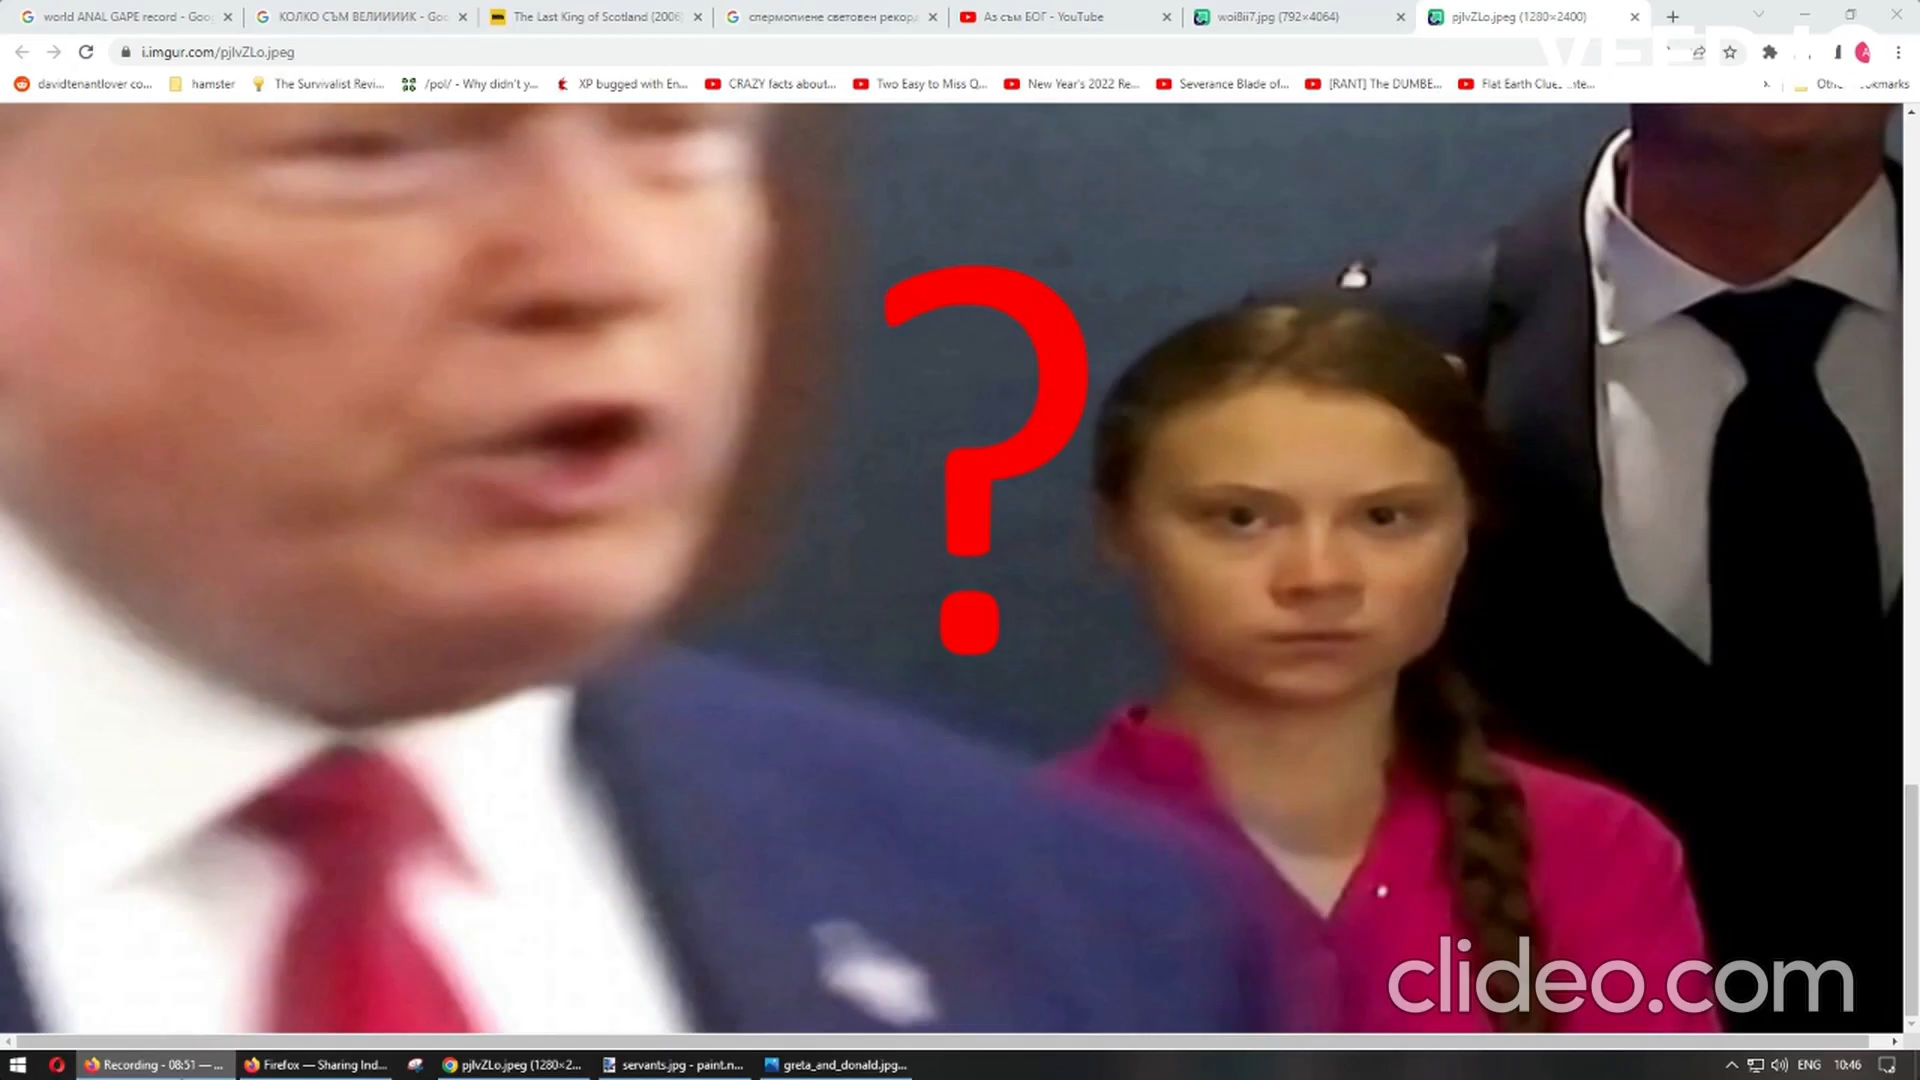 world ANAL GAPE record - Goo
КОЛКО СЪМ ВЕЛИИИИК - Goo
The Last King of Scotland (2006)
спермопиене световен рекорд
Аз съм БОГ - YouTube
woi8ii7.jpg (792×4064)
pjlvZLo.jpeg (1280×2400)
i.imgur.com/pjlvZLo.jpeg
davidtenantlover co...
hamster
The Survivalist Revi...
/pol/ - Why didn't y...
XP bugged with En...
CRAZY facts about...
Two Easy to Miss Q...
New Year's 2022 Re...
Severance Blade of...
[RANT] The DUMBE...
Flat Earth Clue
?
clideo.com
Recording - 08:51 — ...
Firefox — Sharing Ind...
pjlvZLo.jpeg (1280×2...
servants.jpg - paint.n...
greta_and_donald.jpg...
ENG
10:46